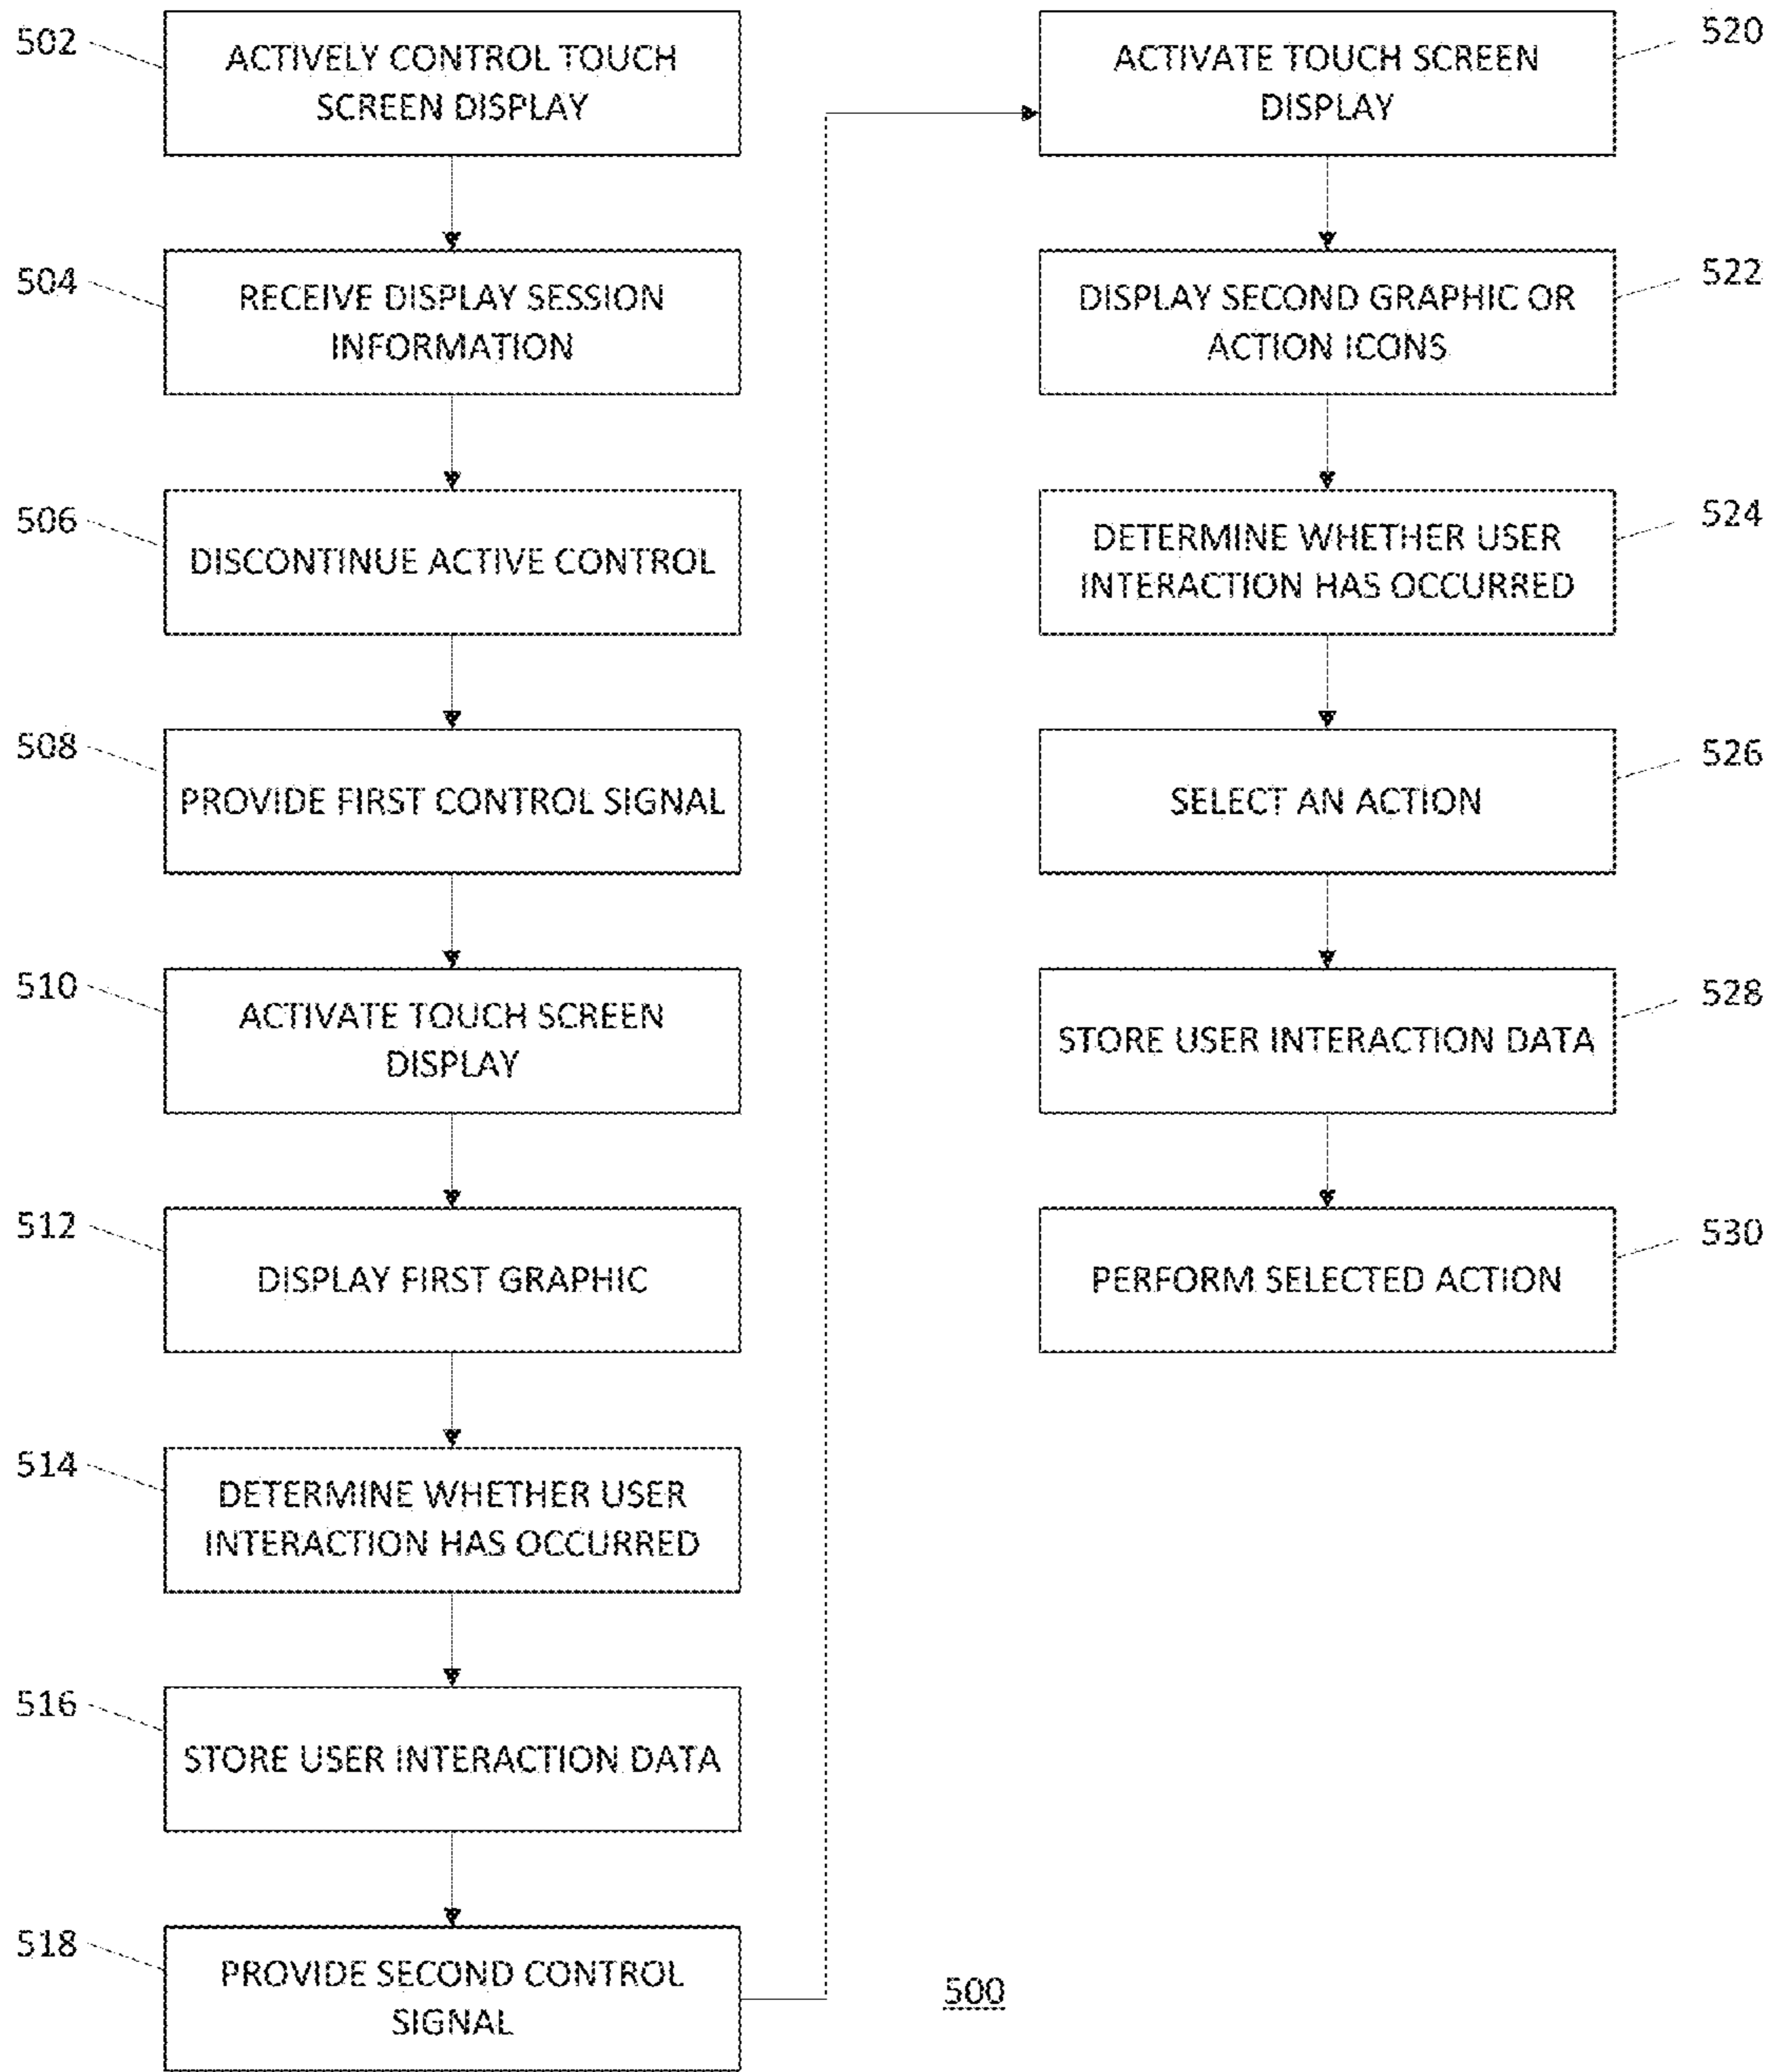 502
ACTIVELY CONTROL TOUCH
SCREEN DISPLAY
504
RECEIVE DISPLAY SESSION
INFORMATION
506
DISCONTINUE ACTIVE CONTROL
508
PROVIDE FIRST CONTROL SIGNAL
510
ACTIVATE TOUCH SCREEN
DISPLAY
512
DISPLAY FIRST GRAPHIC
514
DETERMINE WHETHER USER
INTERACTION HAS OCCURRED
516
STORE USER INTERACTION DATA
518
PROVIDE SECOND CONTROL
SIGNAL
520
ACTIVATE TOUCH SCREEN
DISPLAY
522
DISPLAY SECOND GRAPHIC OR
ACTION ICONS
524
DETERMINE WHETHER USER
INTERACTION HAS OCCURRED
526
SELECT AN ACTION
528
STORE USER INTERACTION DATA
530
PERFORM SELECTED ACTION
500